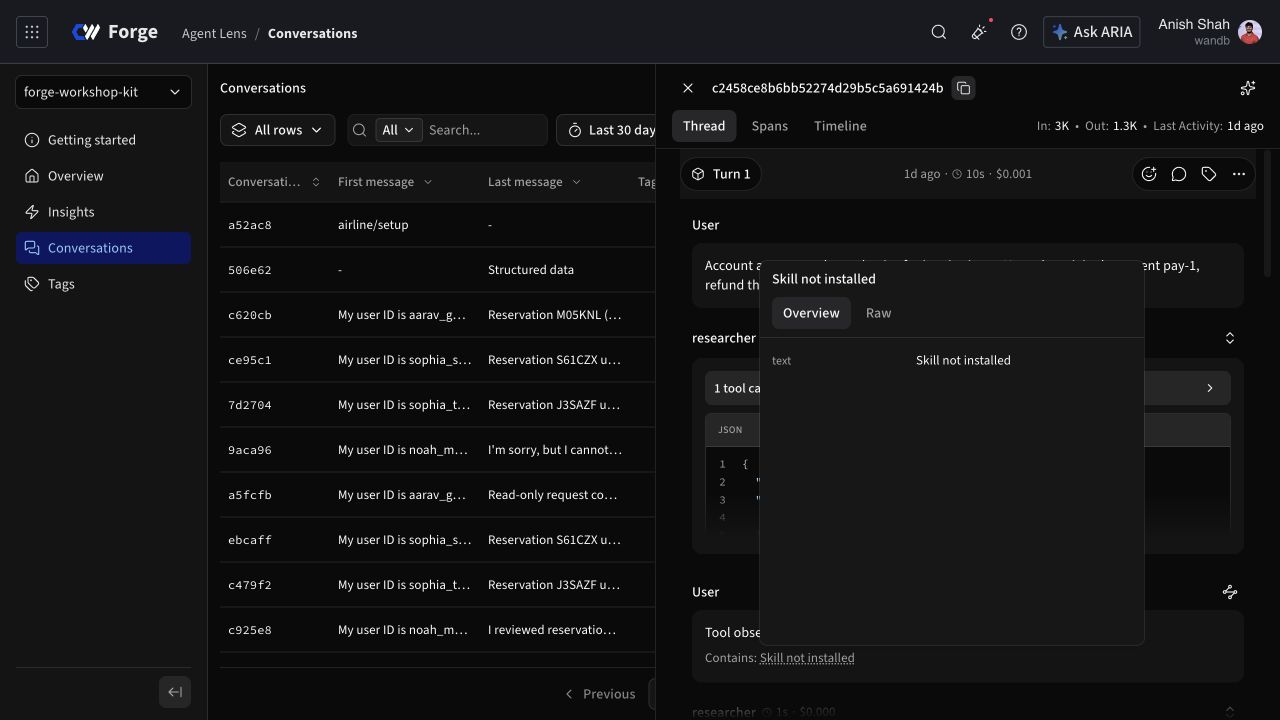 Forge
Agent Lens / Conversations
Ask ARIA
Anish Shah
wandb
forge-workshop-kit
Getting started
Overview
Insights
Conversations
Tags
Conversations
All rows
All
Search...
Last 30 day
Conversati...
First message
Last message
Tag
a52ac8 airline/setup -
506e62 - Structured data
c620cb My user ID is aarav_g... Reservation M05KNL (...
ce95c1 My user ID is sophia_s... Reservation S61CZX u...
7d2704 My user ID is sophia_t... Reservation J3SAZF u...
9aca96 My user ID is noah_m... I'm sorry, but I cannot...
a5fcfb My user ID is aarav_g... Read-only request co...
ebcaff My user ID is sophia_s... Reservation S61CZX u...
c479f2 My user ID is sophia_t... Reservation J3SAZF u...
c925e8 My user ID is noah_m... I reviewed reservatio...
Previous
c2458ce8b6bb52274d29b5c5a691424b
Thread
Spans
Timeline
In: 3K • Out: 1.3K • Last Activity: 1d ago
Turn 1
1d ago · 10s · $0.001
User
Account
pay-1,
refund th
researcher
1 tool ca
JSON
1 {
2 "
3 "
4
Skill not installed
Overview
Raw
text Skill not installed
User
Tool obse
Contains: Skill not installed
researcher 1s · $0.000